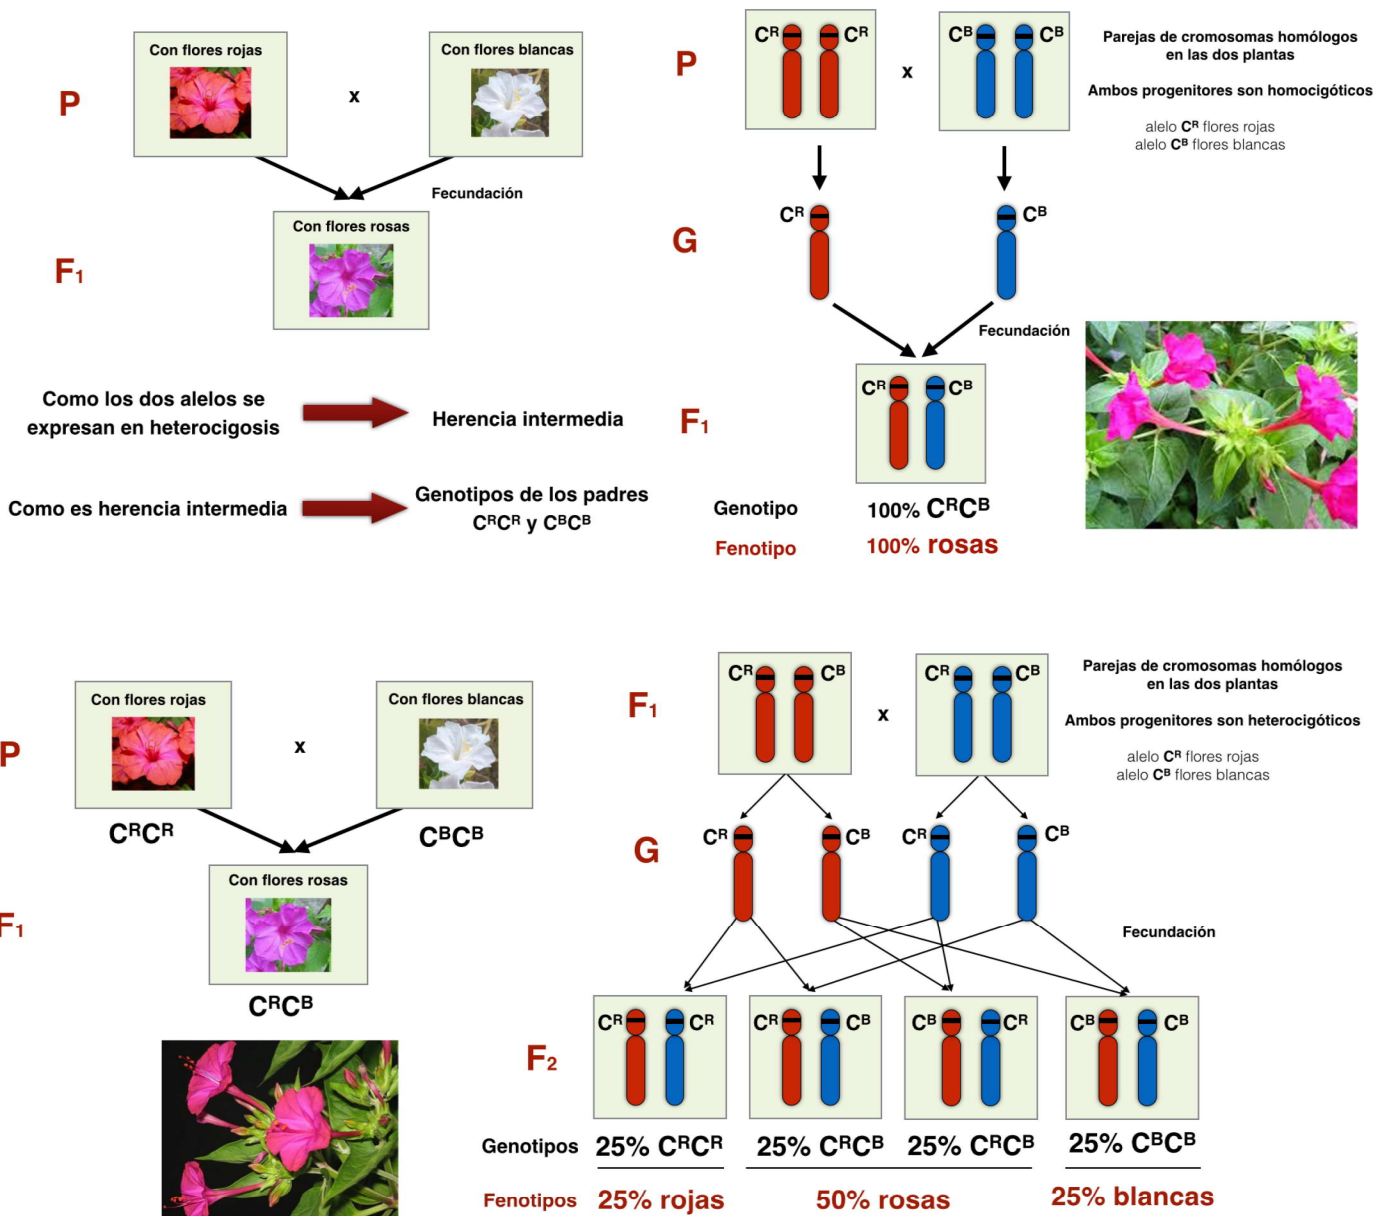 Con flores rojas
Con flores blancas
P
x
Fecundación
Con flores rosas
F1
Como los dos alelos se
expresan en heterocigosis
Herencia intermedia
Como es herencia intermedia
Genotipos de los padres
CRCR y CBCB
P
CR
CR
x
CB
CB
Parejas de cromosomas homólogos
en las dos plantas
Ambos progenitores son homocigóticos
alelo CR flores rojas
alelo CB flores blancas
G
CR
CB
Fecundación
F1
CR
CB
Genotipo
100% CRCB
Fenotipo
100% rosas
P
Con flores rojas
x
Con flores blancas
CRCR
CBCB
F1
Con flores rosas
CRCB
F1
CR
CB
x
CR
CB
Parejas de cromosomas homólogos
en las dos plantas
Ambos progenitores son heterocigóticos
alelo CR flores rojas
alelo CB flores blancas
G
CR
CB
CR
CB
Fecundación
F2
CR
CR
CR
CB
CB
CR
CB
CB
Genotipos
25% CRCR
25% CRCB
25% CRCB
25% CBCB
Fenotipos
25% rojas
50% rosas
25% blancas